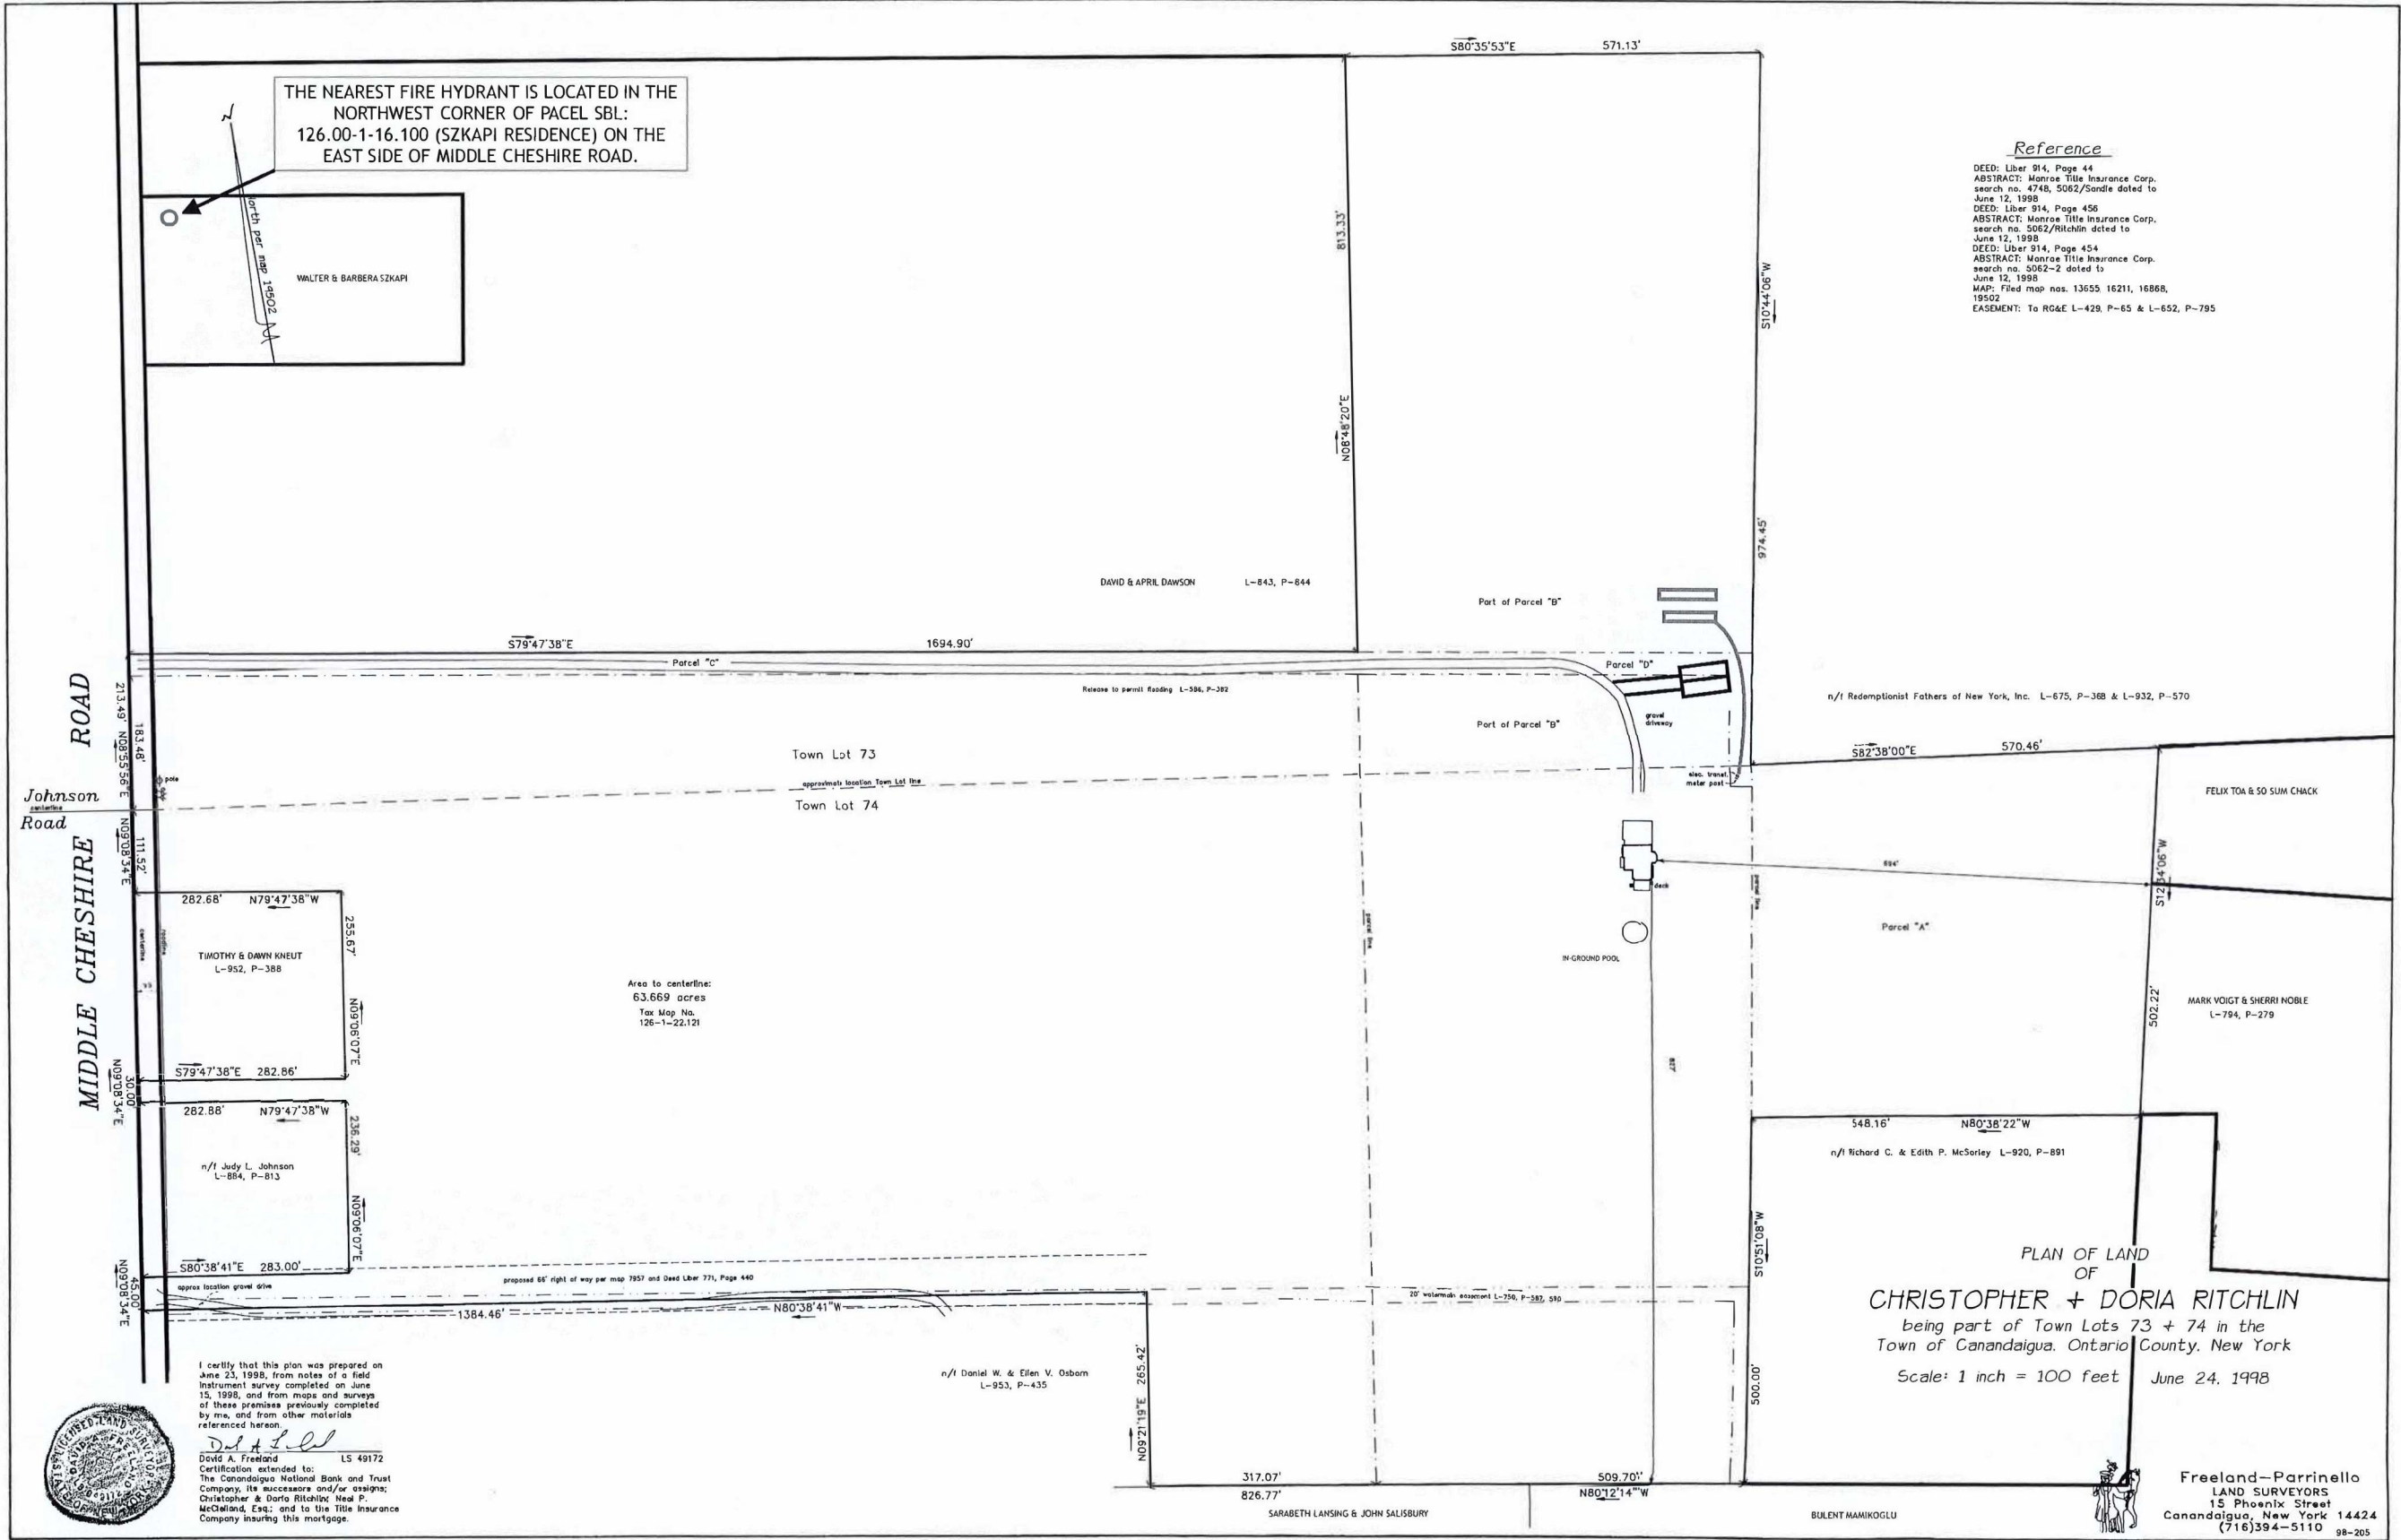 S80°35'53"E 571.13'
THE NEAREST FIRE HYDRANT IS LOCATED IN THE
NORTHWEST CORNER OF PACEL SBL:
126.00-1-16.100 (SZKAPI RESIDENCE) ON THE
EAST SIDE OF MIDDLE CHESHIRE ROAD.
N
North per map 19502
WALTER & BARBERA SZKAPI
813.33'
N08°48'20"E
S10°44'06"W
974.45'
Reference
DEED: Liber 914, Page 44
ABSTRACT: Monroe Title Insurance Corp.
search no. 4748, 5062/Sandle dated to
June 12, 1998
DEED: Liber 914, Page 456
ABSTRACT: Monroe Title Insurance Corp.
search no. 5062/Ritchlin dated to
June 12, 1998
DEED: Liber 914, Page 454
ABSTRACT: Monroe Title Insurance Corp.
search no. 5062-2 dated to
June 12, 1998
MAP: Filed map nos. 13655, 16211, 16868,
19502
EASEMENT: To RG&E L-429, P-65 & L-652, P-795
DAVID & APRIL DAWSON L-843, P-844
Part of Parcel "B"
S79°47'38"E 1694.90'
Parcel "C"
Parcel "D"
Release to permit flooding L-586, P-382
Part of Parcel "B"
gravel
driveway
n/f Redemptionist Fathers of New York, Inc. L-675, P-368 & L-932, P-570
S82°38'00"E 570.46'
MIDDLE CHESHIRE ROAD
213.49' N08°55'56"E
183.48'
pole
Town Lot 73
approximate location Town Lot line
Town Lot 74
elec. transf.
meter post
Johnson
centerline
Road
N09°08'34"E
111.52'
FELIX TOA & SO SUM CHACK
694'
S12°34'06"W
deck
282.68' N79°47'38"W
255.67'
N09°06'07"E
centerline
roadline
33'
TIMOTHY & DAWN KNEUT
L-952, P-388
parcel line
parcel line
Parcel "A"
IN-GROUND POOL
Area to centerline:
63.669 acres
Tax Map No.
126-1-22.121
827'
502.22'
MARK VOIGT & SHERRI NOBLE
L-794, P-279
S79°47'38"E 282.86'
30.00'
N09°08'34"E
282.88' N79°47'38"W
236.29'
N09°06'07"E
n/f Judy L. Johnson
L-884, P-813
548.16' N80°38'22"W
n/f Richard C. & Edith P. McSorley L-920, P-891
S10°51'08"W
500.00'
S80°38'41"E 283.00'
45.00'
N09°08'34"E
approx location gravel drive
proposed 66' right of way per map 7957 and Deed Liber 771, Page 440
1384.46' N80°38'41"W
20' watermain easement L-750, P-587, 590
n/f Daniel W. & Eilen V. Osborn
L-953, P-435
N09°21'19"E 265.42'
317.07'
826.77'
509.70'
N80°12'14"W
SARABETH LANSING & JOHN SALISBURY
BULENT MAMIKOGLU
PLAN OF LAND
OF
CHRISTOPHER + DORIA RITCHLIN
being part of Town Lots 73 + 74 in the
Town of Canandaigua, Ontario County, New York
Scale: 1 inch = 100 feet June 24, 1998
I certify that this plan was prepared on
June 23, 1998, from notes of a field
instrument survey completed on June
15, 1998, and from maps and surveys
of these premises previously completed
by me, and from other materials
referenced hereon.
David A. Freeland LS 49172
Certification extended to:
The Canandaigua National Bank and Trust
Company, its successors and/or assigns;
Christopher & Doria Ritchlin; Neal P.
McClelland, Esq.; and to the Title Insurance
Company insuring this mortgage.
Freeland-Parrinello
LAND SURVEYORS
15 Phoenix Street
Canandaigua, New York 14424
(716)394-5110 98-205